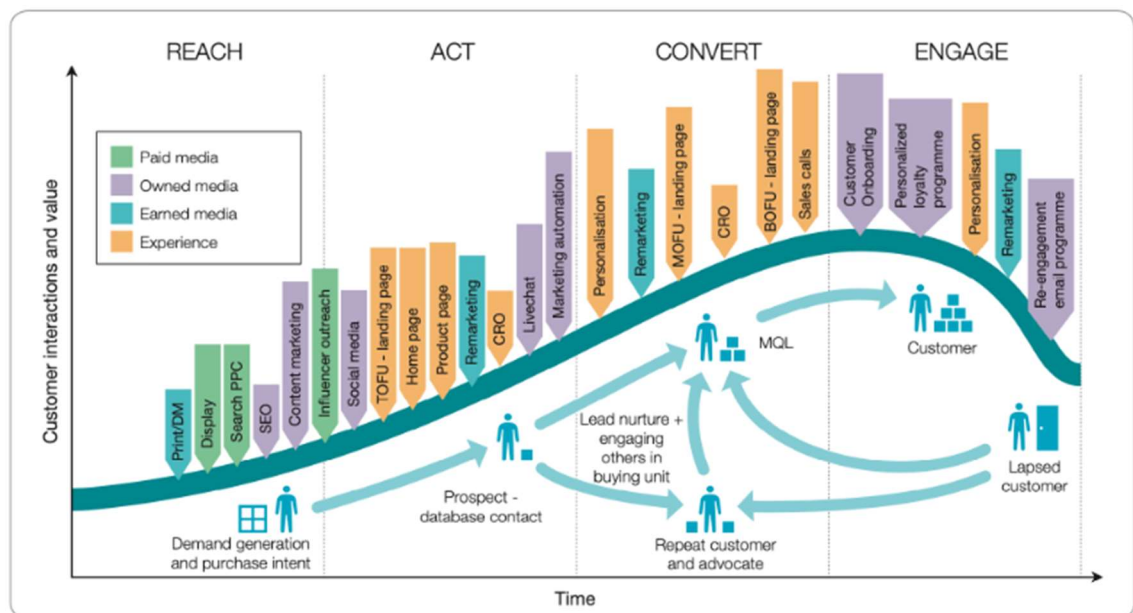 REACH
ACT
CONVERT
ENGAGE
Customer interactions and value
Paid media
Owned media
Earned media
Experience
Print/DM
Display
Search PPC
SEO
Content marketing
Influencer outreach
Social media
TOFU - landing page
Home page
Product page
Remarketing
CRO
Livechat
Marketing automation
Personalisation
Remarketing
MOFU - landing page
CRO
BOFU - landing page
Sales calls
Customer
Onboarding
Personalized
loyalty
programme
Personalisation
Remarketing
Re-engagement
email programme
Demand generation
and purchase intent
Prospect -
database contact
Lead nurture +
engaging
others in
buying unit
MQL
Customer
Repeat customer
and advocate
Lapsed
customer
Time